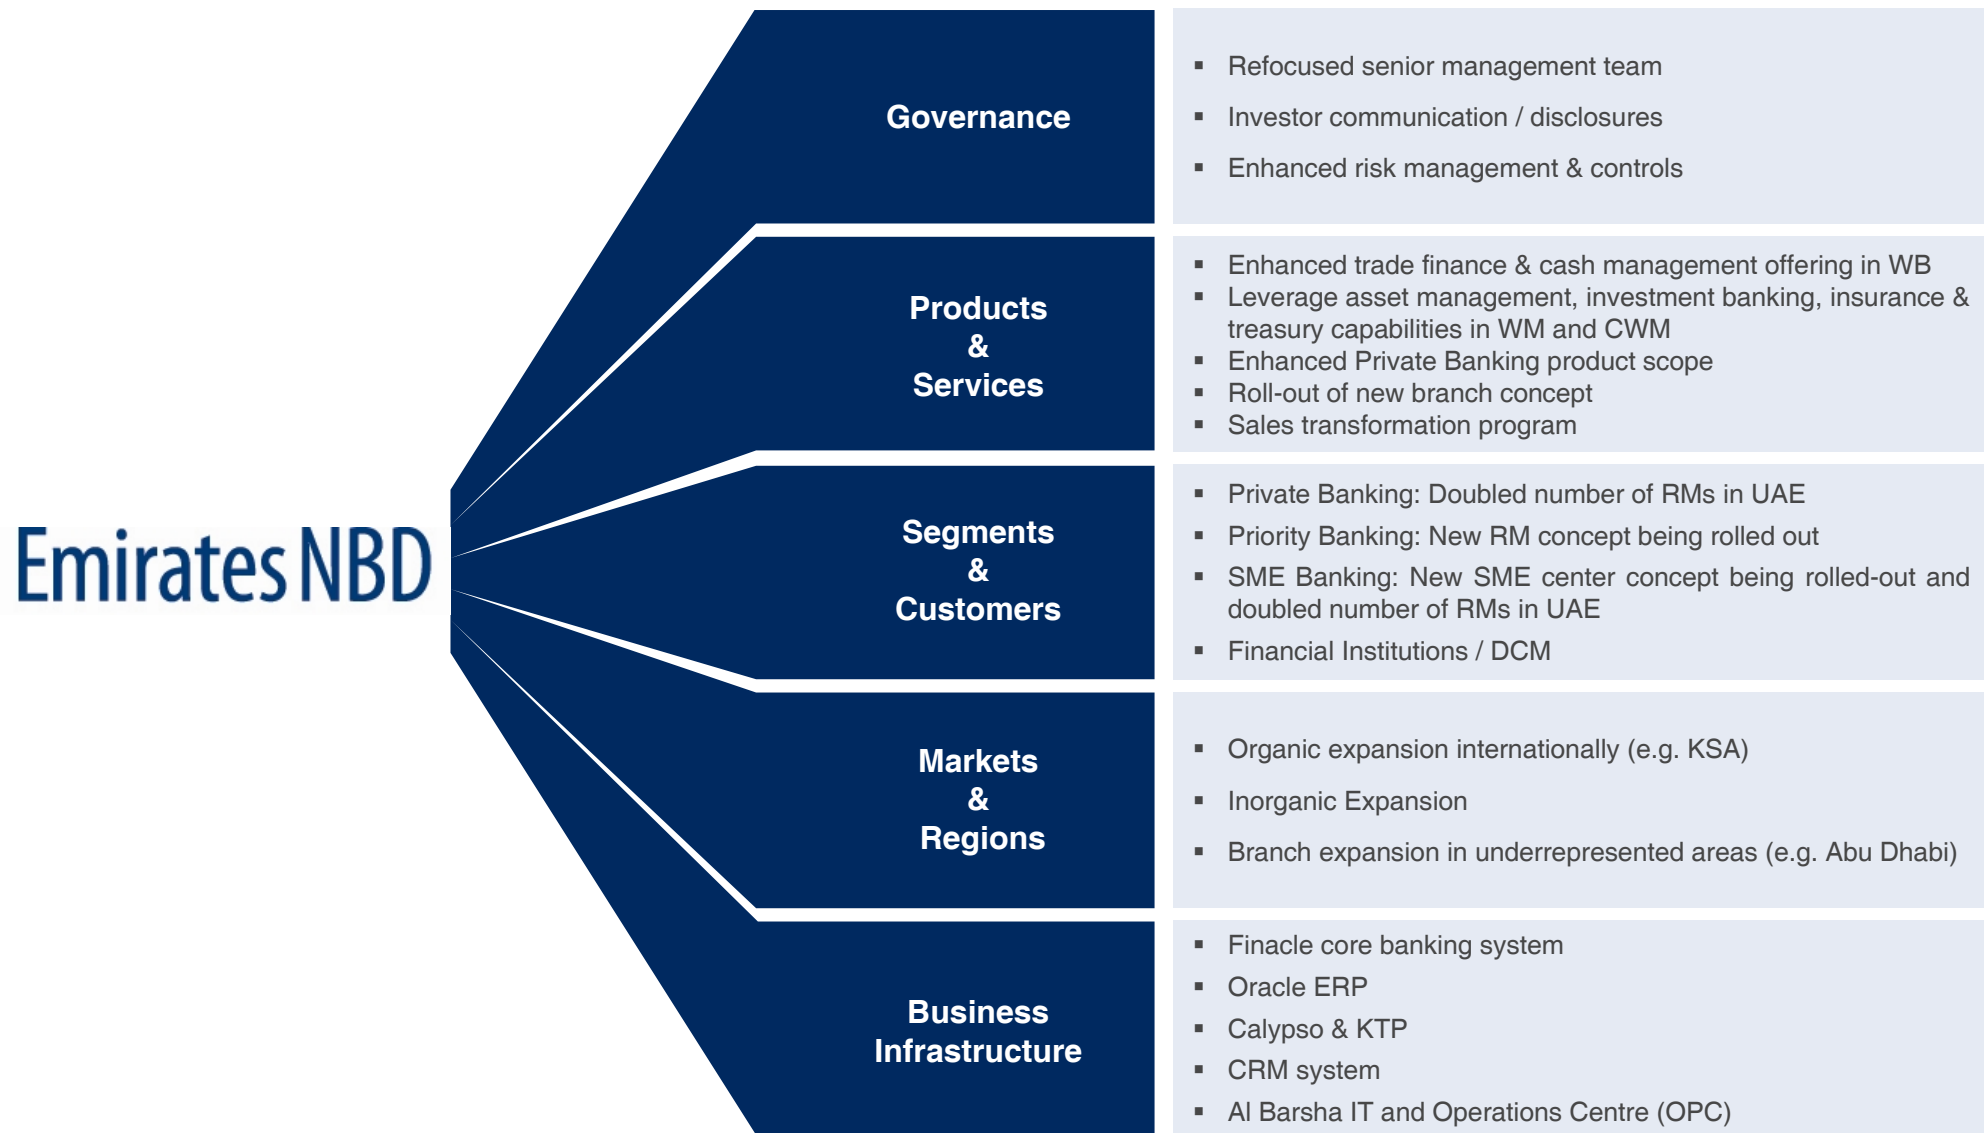 Emirates NBD
Governance
▪ Refocused senior management team
▪ Investor communication / disclosures
▪ Enhanced risk management & controls
Products
&
Services
▪ Enhanced trade finance & cash management offering in WB
▪ Leverage asset management, investment banking, insurance &
treasury capabilities in WM and CWM
▪ Enhanced Private Banking product scope
▪ Roll-out of new branch concept
▪ Sales transformation program
Segments
&
Customers
▪ Private Banking: Doubled number of RMs in UAE
▪ Priority Banking: New RM concept being rolled out
▪ SME Banking: New SME center concept being rolled-out and
doubled number of RMs in UAE
▪ Financial Institutions / DCM
Markets
&
Regions
▪ Organic expansion internationally (e.g. KSA)
▪ Inorganic Expansion
▪ Branch expansion in underrepresented areas (e.g. Abu Dhabi)
Business
Infrastructure
▪ Finacle core banking system
▪ Oracle ERP
▪ Calypso & KTP
▪ CRM system
▪ Al Barsha IT and Operations Centre (OPC)